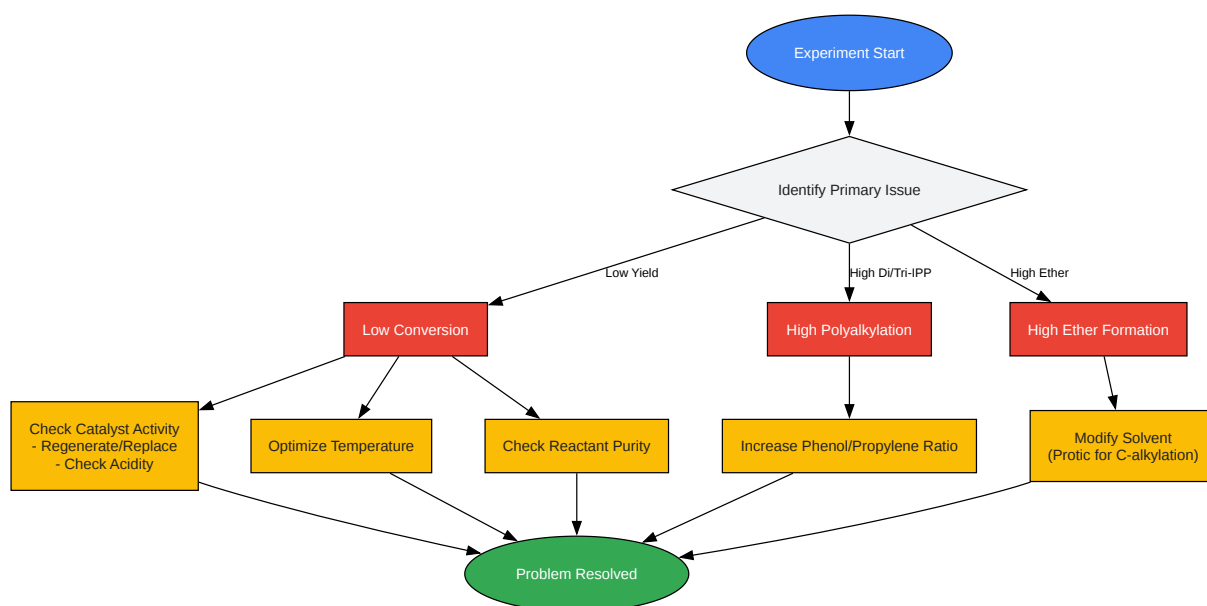 Experiment Start
Identify Primary Issue
Low Yield
High Di/Tri-IPP
High Ether
Low Conversion
High Polyalkylation
High Ether Formation
Check Catalyst Activity
- Regenerate/Replace
- Check Acidity
Optimize Temperature
Check Reactant Purity
Increase Phenol/Propylene Ratio
Modify Solvent
(Protic for C-alkylation)
Problem Resolved